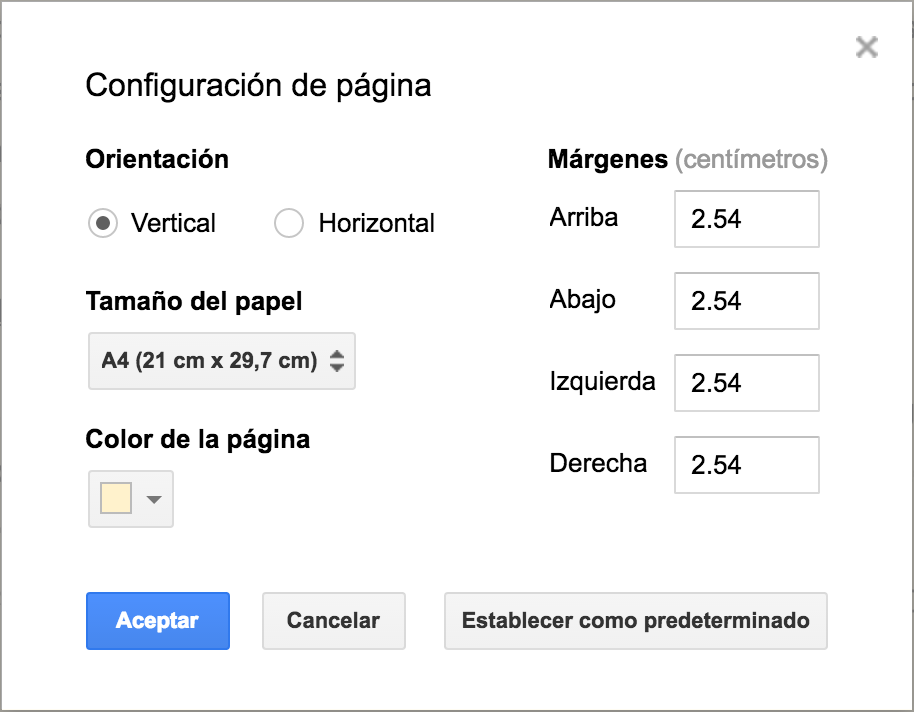 Configuración de página
Orientación
Vertical
Horizontal
Tamaño del papel
A4 (21 cm x 29,7 cm)
Color de la página
Márgenes (centímetros)
Arriba 2.54
Abajo 2.54
Izquierda 2.54
Derecha 2.54
Aceptar
Cancelar
Establecer como predeterminado